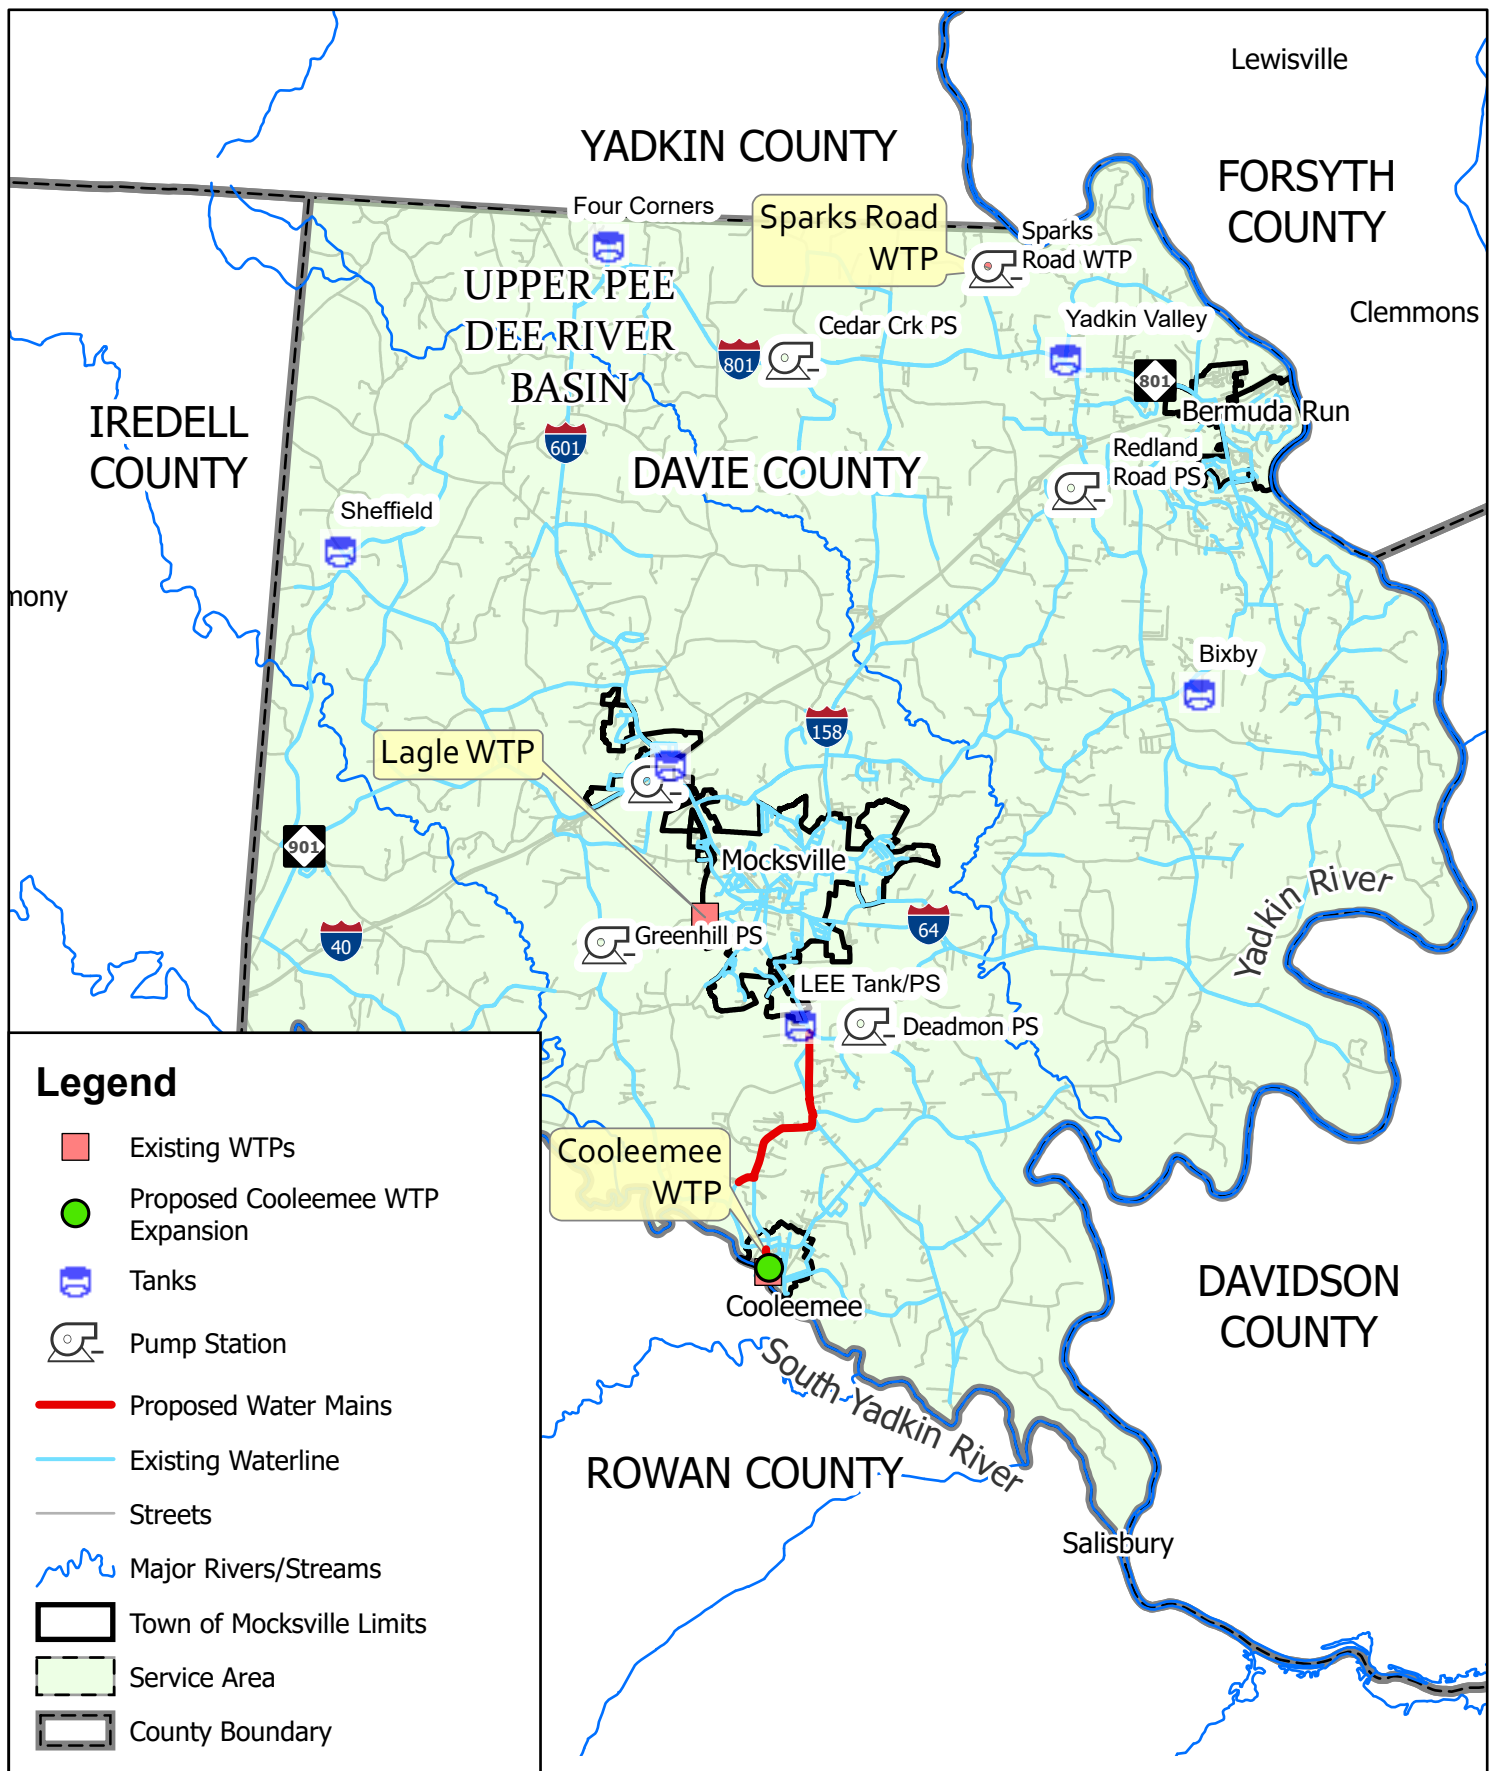 Lewisville
YADKIN COUNTY
FORSYTH
COUNTY
Four Corners
Sparks Road
WTP
Sparks
Road WTP
UPPER PEE
DEE RIVER
BASIN
Clemmons
Cedar Crk PS
Yadkin Valley
801
801
IREDELL
COUNTY
Bermuda Run
601
DAVIE COUNTY
Redland
Road PS
Sheffield
mony
Bixby
158
Lagle WTP
901
Mocksville
Yadkin River
40
Greenhill PS
64
LEE Tank/PS
Deadmon PS
Cooleemee
WTP
DAVIDSON
COUNTY
Cooleemee
South Yadkin River
ROWAN COUNTY
Salisbury
Legend
Existing WTPs
Proposed Cooleemee WTP
Expansion
Tanks
Pump Station
Proposed Water Mains
Existing Waterline
Streets
Major Rivers/Streams
Town of Mocksville Limits
Service Area
County Boundary